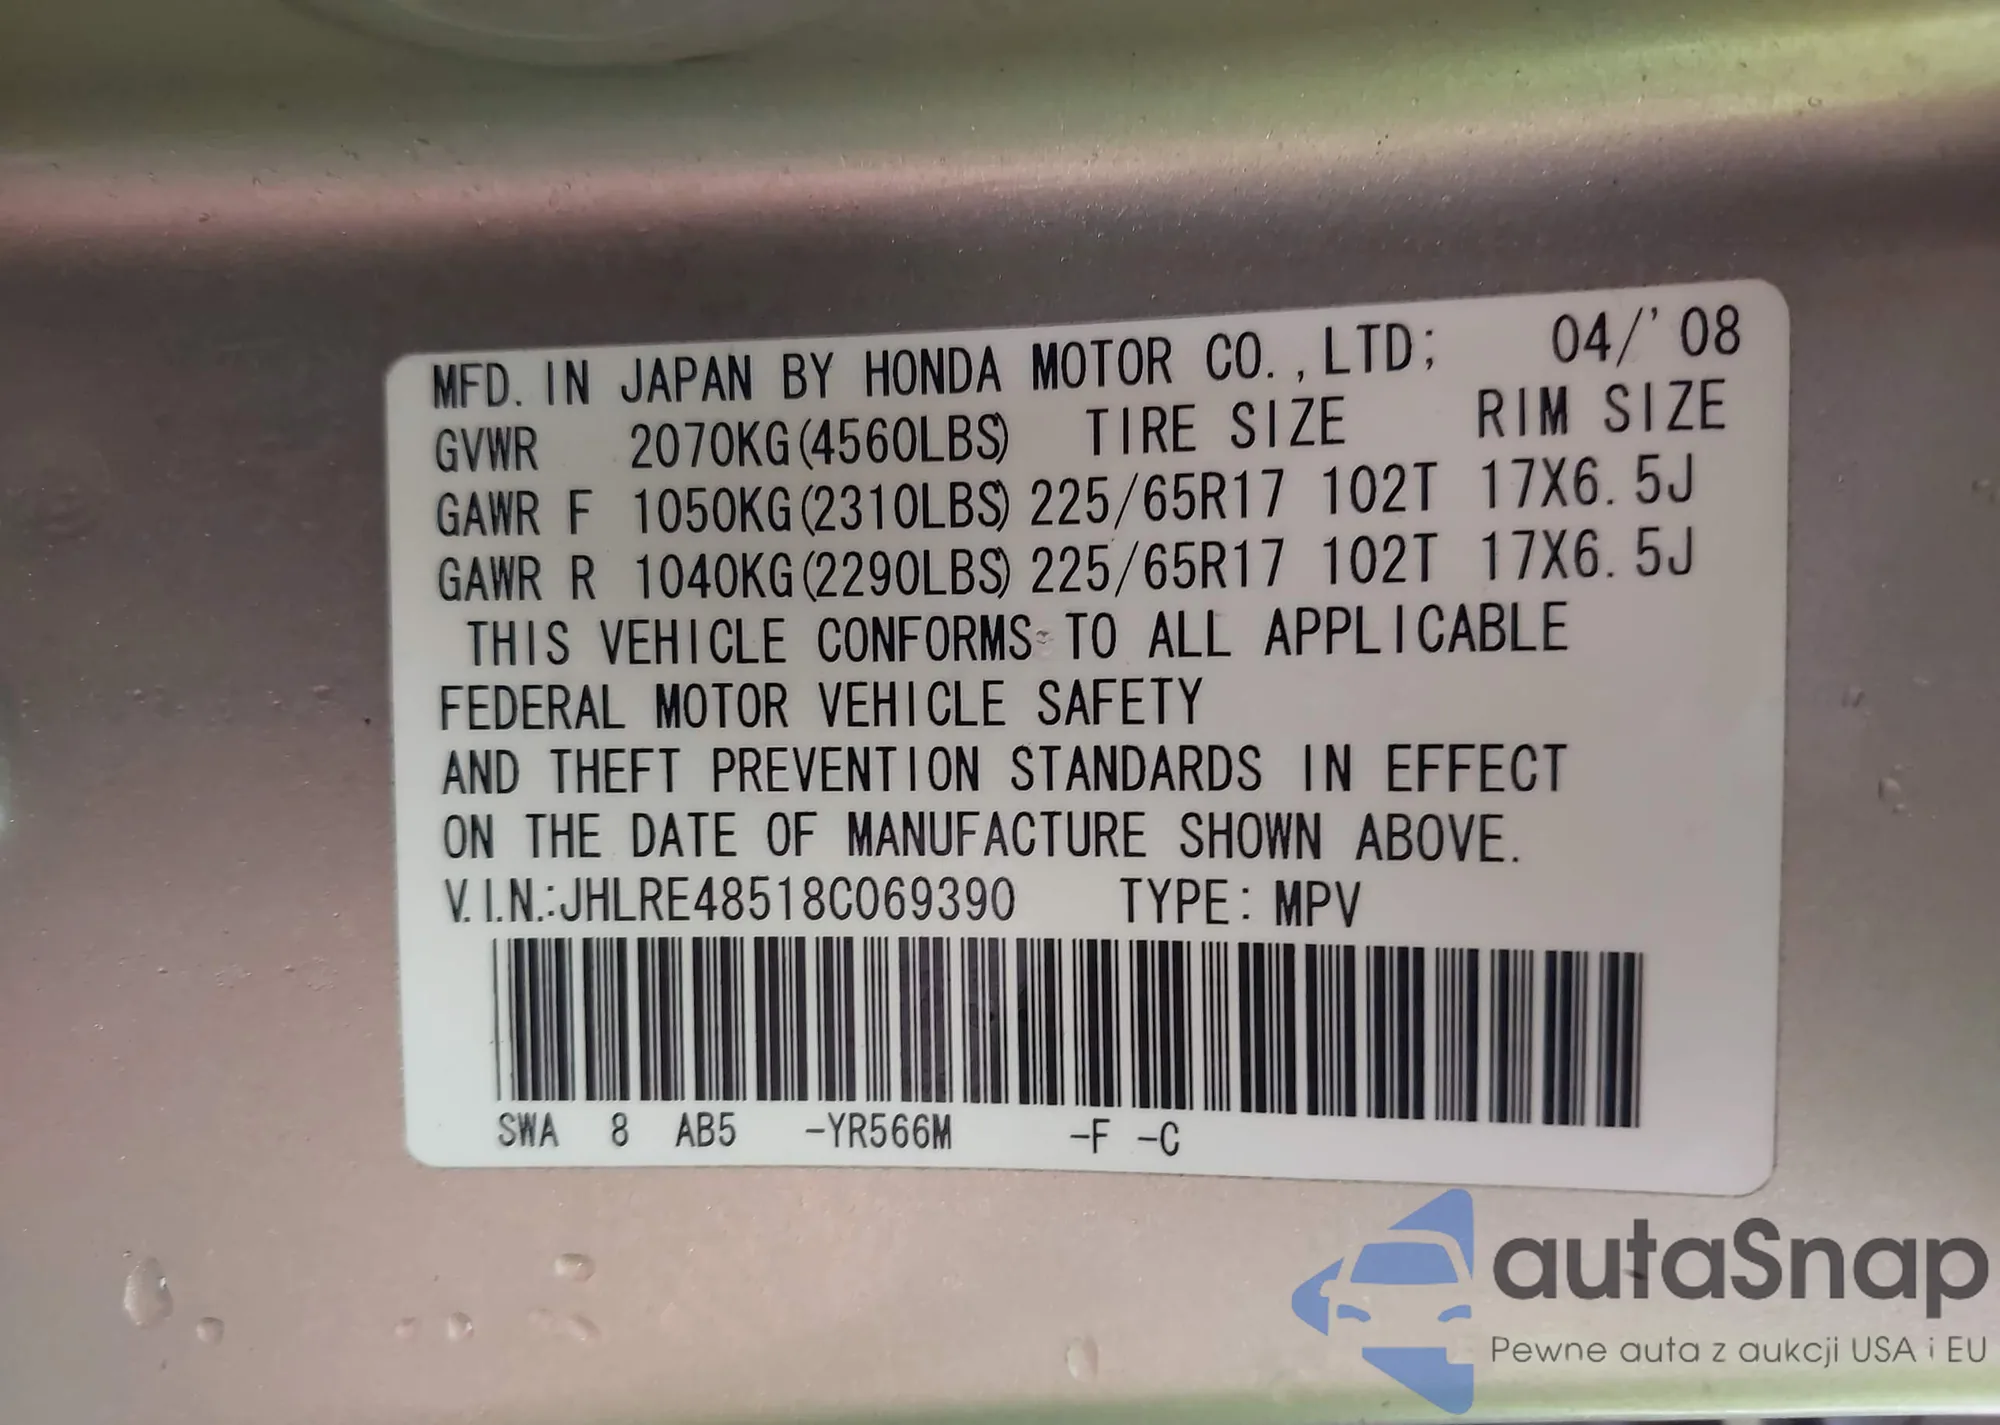 MFD. IN JAPAN BY HONDA MOTOR CO., LTD; 04/'08
GVWR 2070KG(4560LBS) TIRE SIZE RIM SIZE
GAWR F 1050KG(2310LBS) 225/65R17 102T 17X6.5J
GAWR R 1040KG(2290LBS) 225/65R17 102T 17X6.5J
THIS VEHICLE CONFORMS TO ALL APPLICABLE
FEDERAL MOTOR VEHICLE SAFETY
AND THEFT PREVENTION STANDARDS IN EFFECT
ON THE DATE OF MANUFACTURE SHOWN ABOVE.
V.I.N.:JHLRE48518C069390 TYPE: MPV
SWA 8 AB5 -YR566M -F -C
autaSnap
Pewne auta z aukcji USA i EU